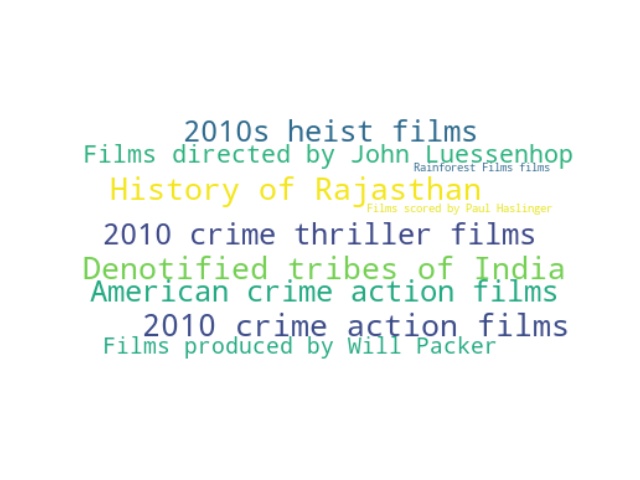 2010s heist films
Films directed by John Luessenhop
Rainforest Films films
History of Rajasthan
Films scored by Paul Haslinger
2010 crime thriller films
Denotified tribes of India
American crime action films
2010 crime action films
Films produced by Will Packer